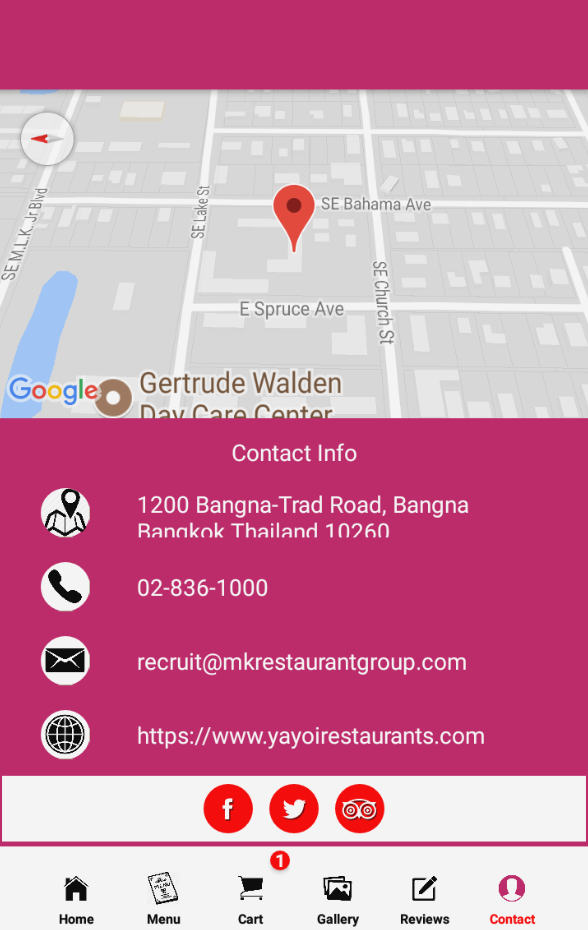 SE M.L.K. Jr Blvd
SE Lake St
SE Bahama Ave
SE Church St
E Spruce Ave
Google
Gertrude Walden
Day Care Center
Contact Info
1200 Bangna-Trad Road, Bangna
Bangkok Thailand 10260
02-836-1000
recruit@mkrestaurantgroup.com
https://www.yayoirestaurants.com
1
Home
Menu
Cart
Gallery
Reviews
Contact